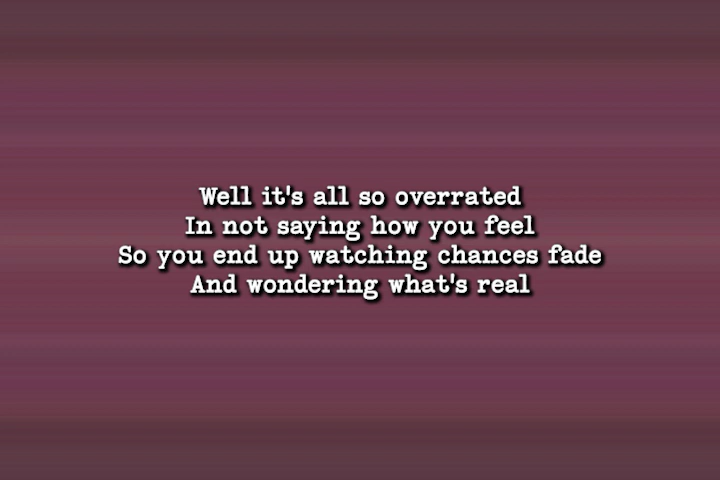 Well it's all so overrated
In not saying how you feel
So you end up watching chances fade
And wondering what's real